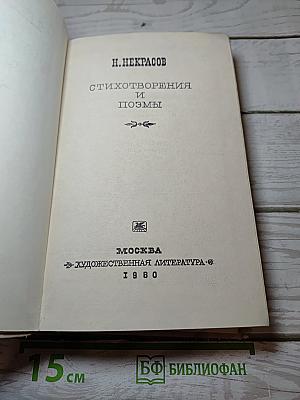 Н. НЕКРАСОВ
СТИХОТВОРЕНИЯ
И
ПОЭМЫ
МОСКВА
ХУДОЖЕСТВЕННАЯ ЛИТЕРАТУРА
1980
15 см
БФ БИБЛИОФАН